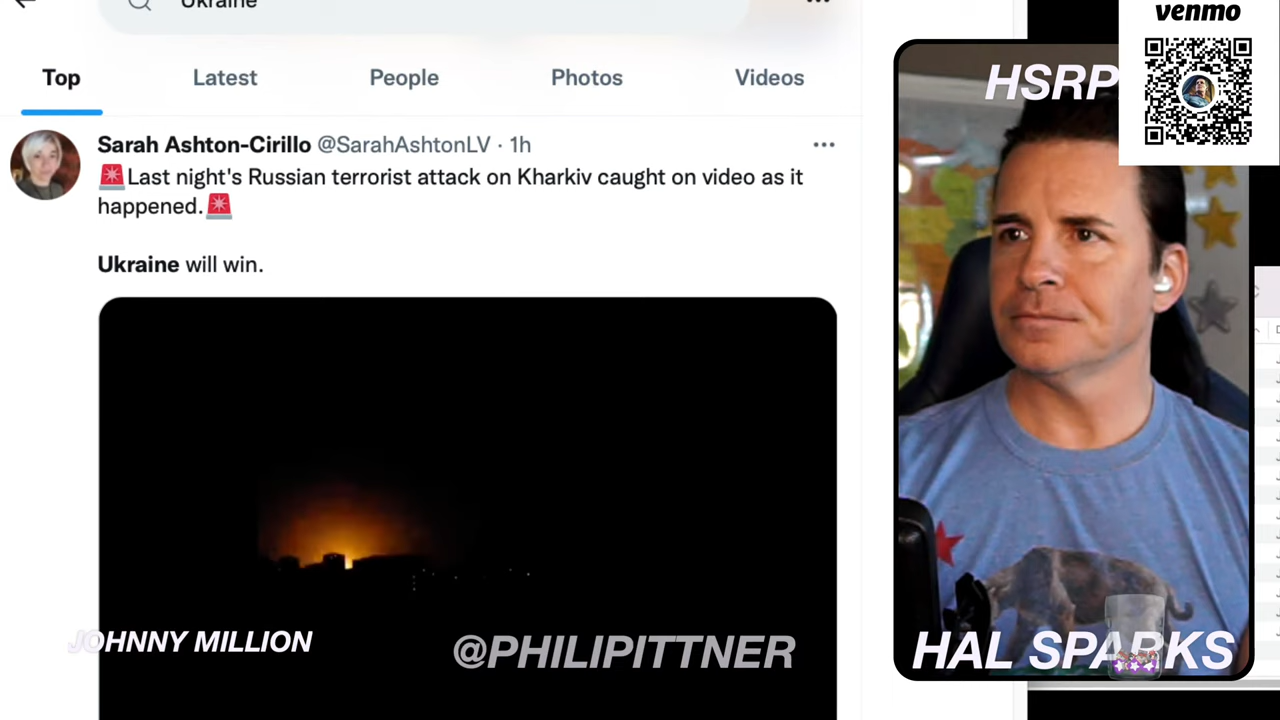 Ukraine
Top
Latest
People
Photos
Videos
Sarah Ashton-Cirillo @SarahAshtonLV · 1h
🚨Last night's Russian terrorist attack on Kharkiv caught on video as it
happened.🚨
Ukraine will win.
JOHNNY MILLION
@PHILIPITTNER
venmo
HSRP
HAL SPARKS